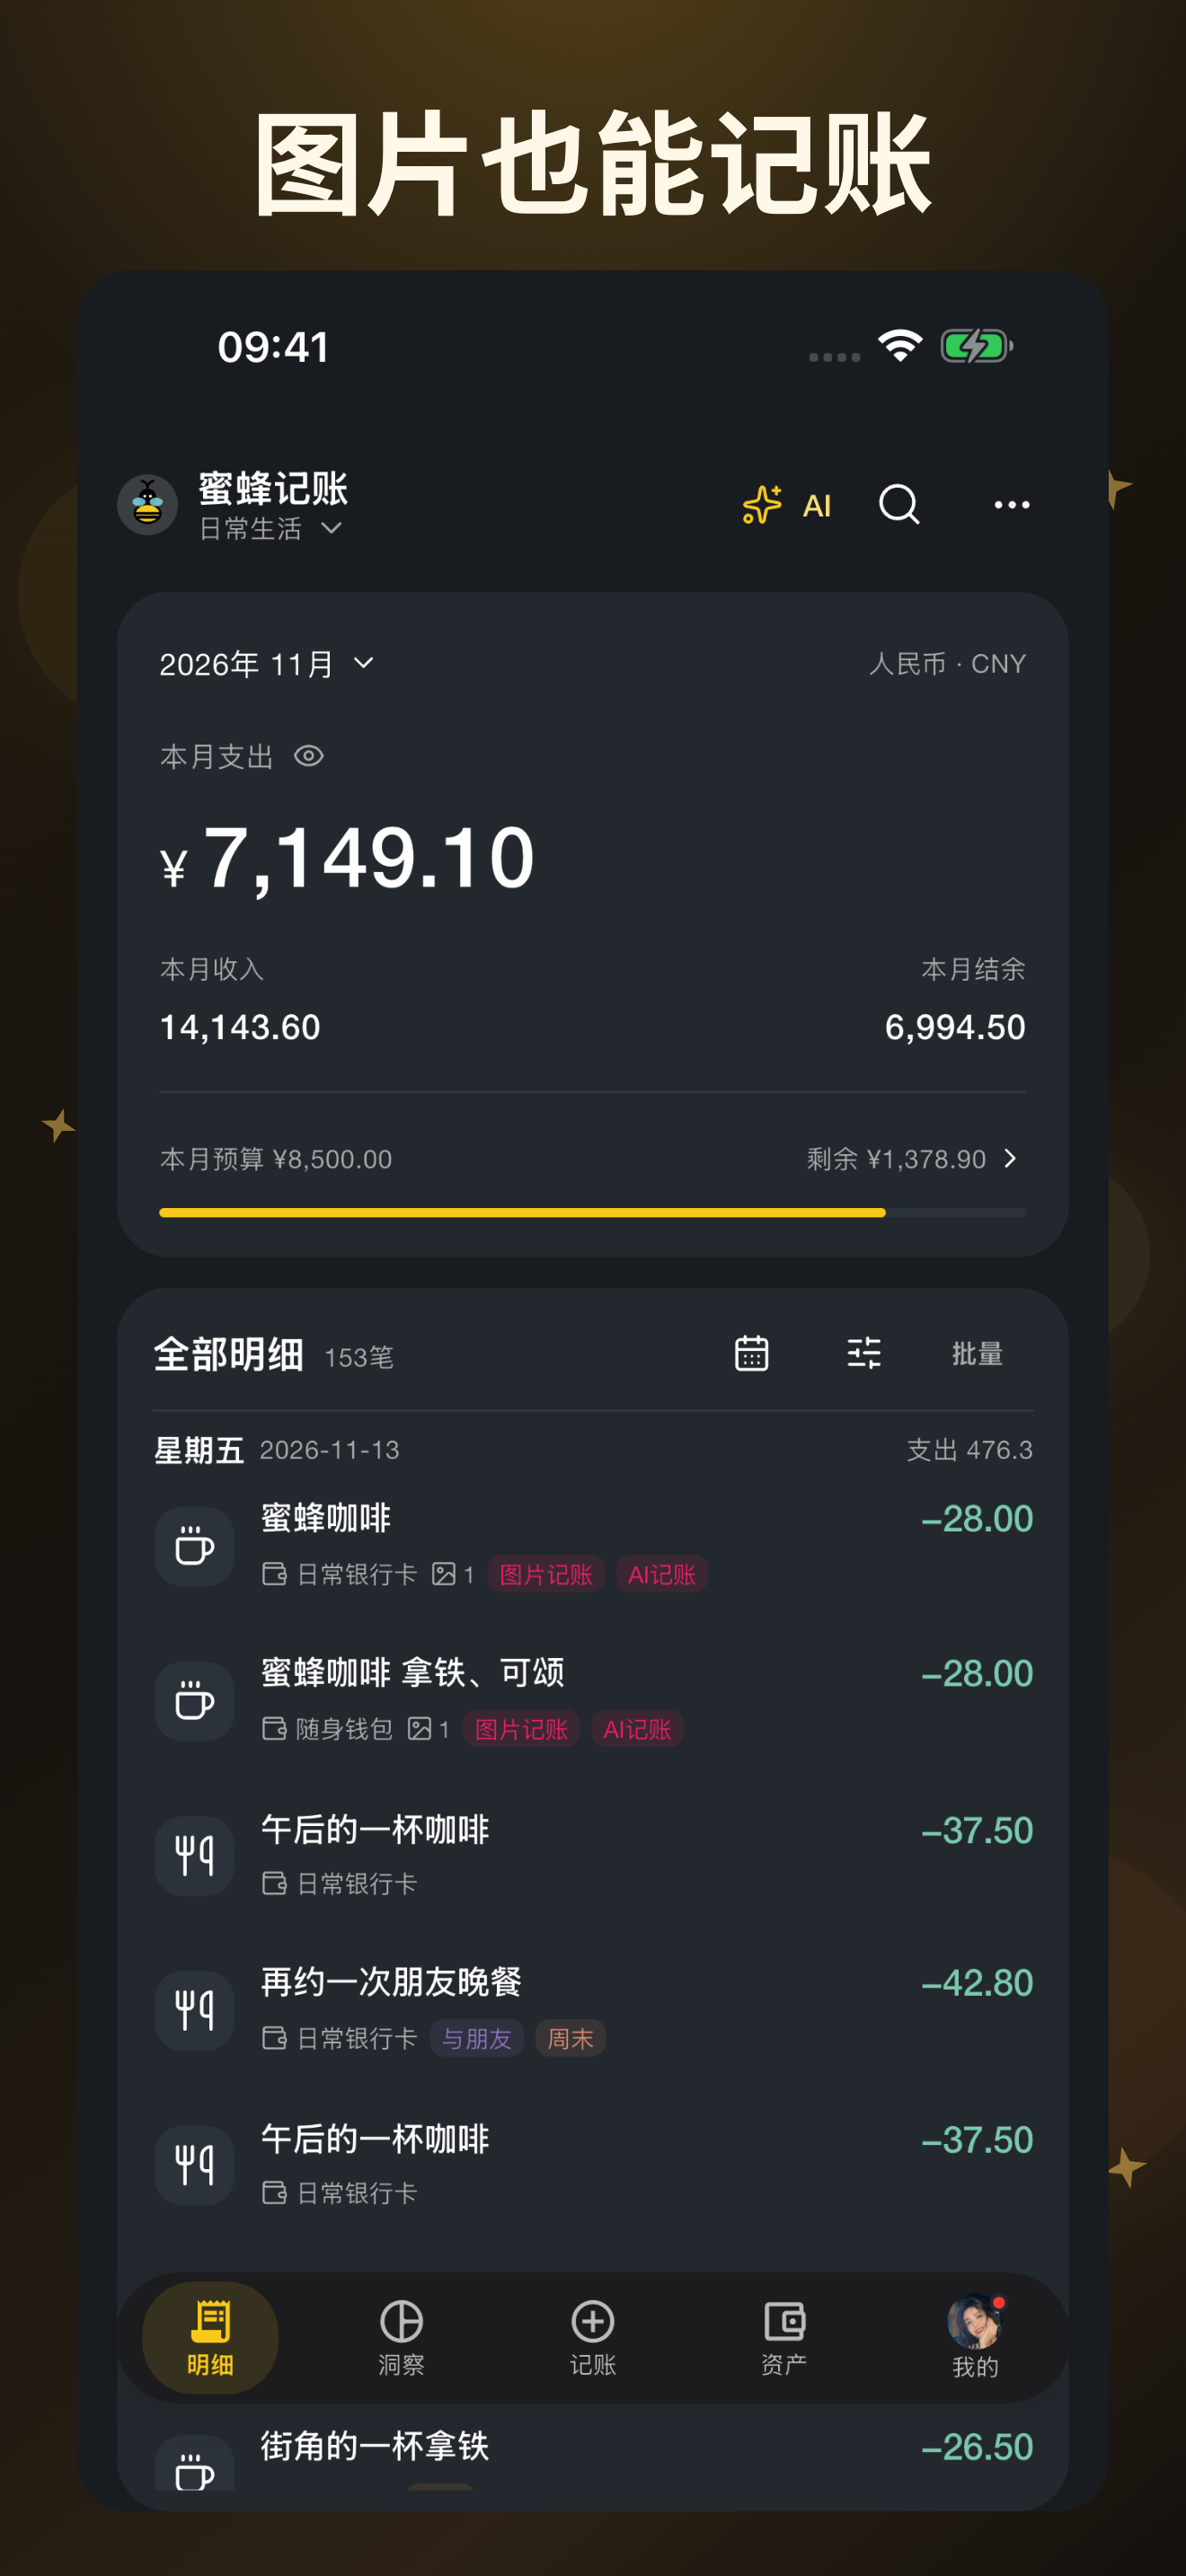 图片也能记账
09:41
蜜蜂记账
日常生活
AI
2026年 11月
人民币 · CNY
本月支出
¥ 7,149.10
本月收入
本月结余
14,143.60
6,994.50
本月预算 ¥8,500.00
剩余 ¥1,378.90
全部明细 153笔
批量
星期五 2026-11-13
支出 476.3
蜜蜂咖啡
-28.00
日常银行卡 1 图片记账 AI记账
蜜蜂咖啡 拿铁、可颂
-28.00
随身钱包 1 图片记账 AI记账
午后的一杯咖啡
-37.50
日常银行卡
再约一次朋友晚餐
-42.80
日常银行卡 与朋友 周末
午后的一杯咖啡
-37.50
日常银行卡
明细
洞察
记账
资产
我的
街角的一杯拿铁
-26.50